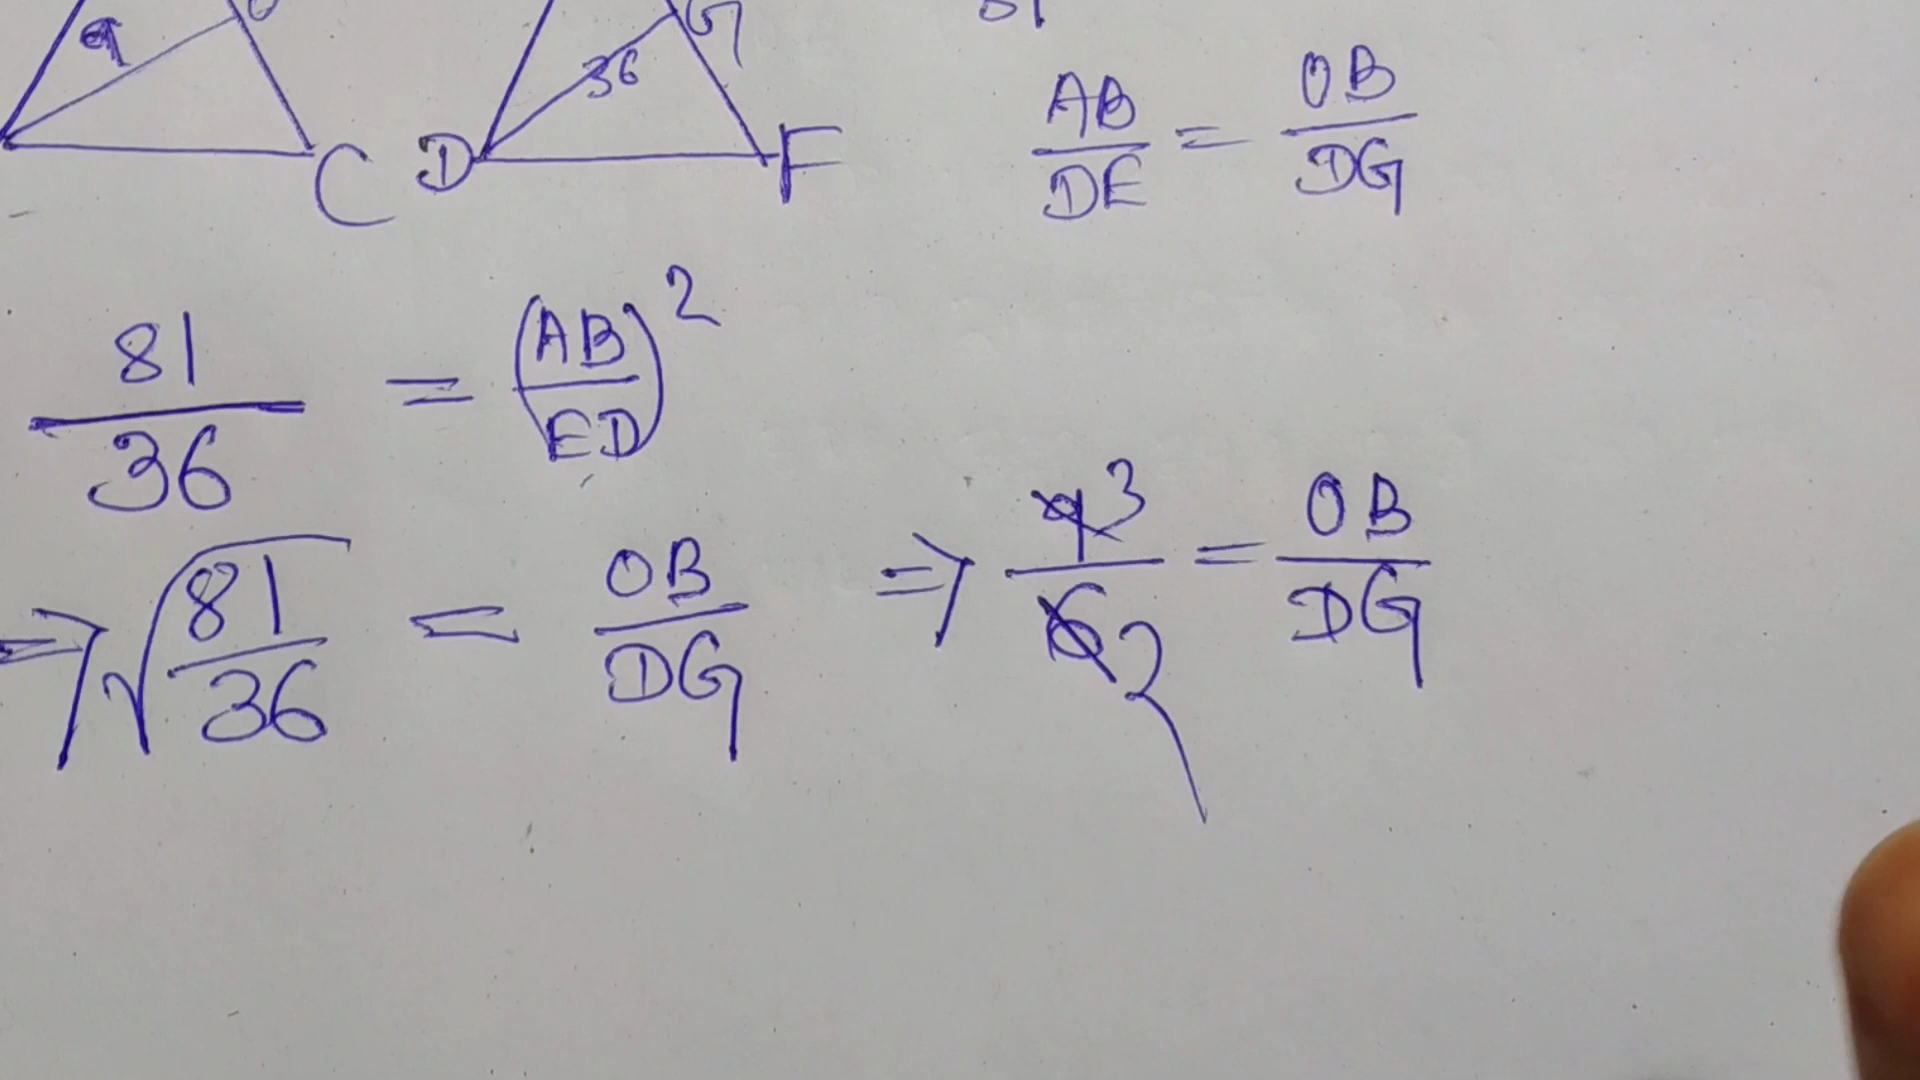 9
G
36
C D F
AB/DE = OB/DG
81/36 = (AB/ED)²
⇒ √81/36 = OB/DG ⇒ 9 3/6 2 = OB/DG